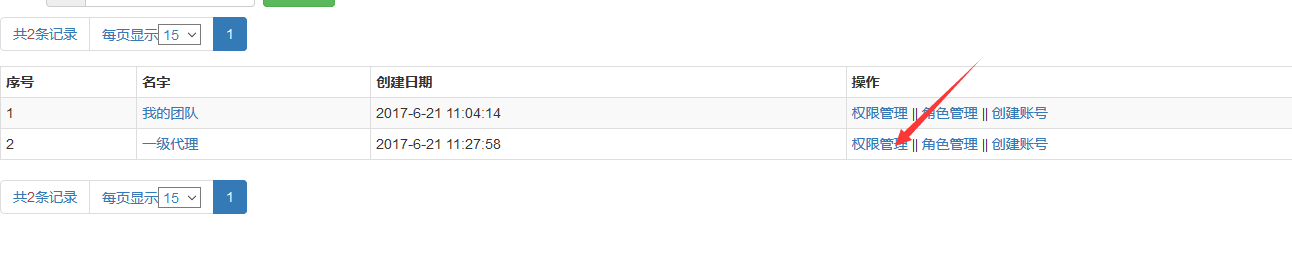 共2条记录 每页显示 15 1
序号 名字 创建日期 操作
1 我的团队 2017-6-21 11:04:14 权限管理 || 角色管理 || 创建账号
2 一级代理 2017-6-21 11:27:58 权限管理 || 角色管理 || 创建账号
共2条记录 每页显示 15 1